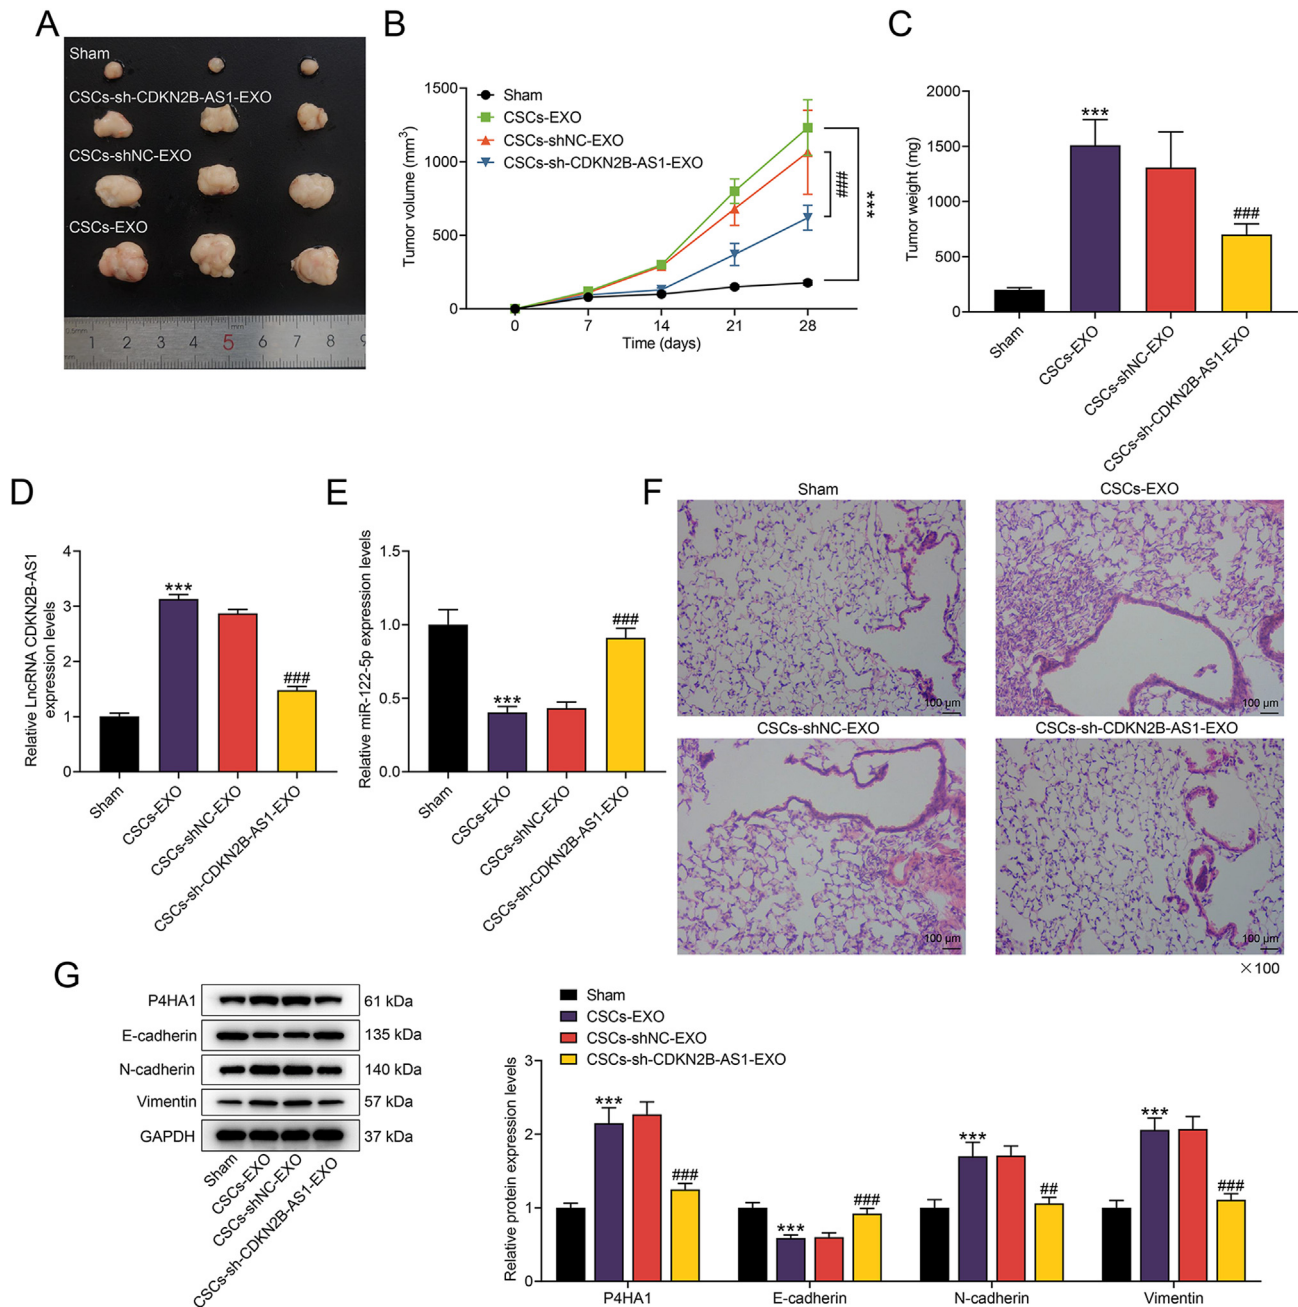 A
Sham
CSCs-sh-CDKN2B-AS1-EXO
CSCs-shNC-EXO
CSCs-EXO
1 2 3 4 5 6 7 8 9
B
Tumor volume (mm³)
1500
1000
500
0
Sham
CSCs-EXO
CSCs-shNC-EXO
CSCs-sh-CDKN2B-AS1-EXO
###
***
0 7 14 21 28
Time (days)
C
Tumor weight (mg)
2000
1500
1000
500
0
***
###
Sham
CSCs-EXO
CSCs-shNC-EXO
CSCs-sh-CDKN2B-AS1-EXO
D
Relative LncRNA CDKN2B-AS1
expression levels
4
3
2
1
0
***
###
Sham
CSCs-EXO
CSCs-shNC-EXO
CSCs-sh-CDKN2B-AS1-EXO
E
Relative miR-122-5p expression levels
1.5
1.0
0.5
0.0
***
###
Sham
CSCs-EXO
CSCs-shNC-EXO
CSCs-sh-CDKN2B-AS1-EXO
F
Sham
100 µm
CSCs-EXO
100 µm
CSCs-shNC-EXO
100 µm
CSCs-sh-CDKN2B-AS1-EXO
100 µm
×100
G
P4HA1 61 kDa
E-cadherin 135 kDa
N-cadherin 140 kDa
Vimentin 57 kDa
GAPDH 37 kDa
Sham
CSCs-EXO
CSCs-shNC-EXO
CSCs-sh-CDKN2B-AS1-EXO
Sham
CSCs-EXO
CSCs-shNC-EXO
CSCs-sh-CDKN2B-AS1-EXO
Relative protein expression levels
3
2
1
0
***
###
***
###
***
##
***
###
P4HA1 E-cadherin N-cadherin Vimentin